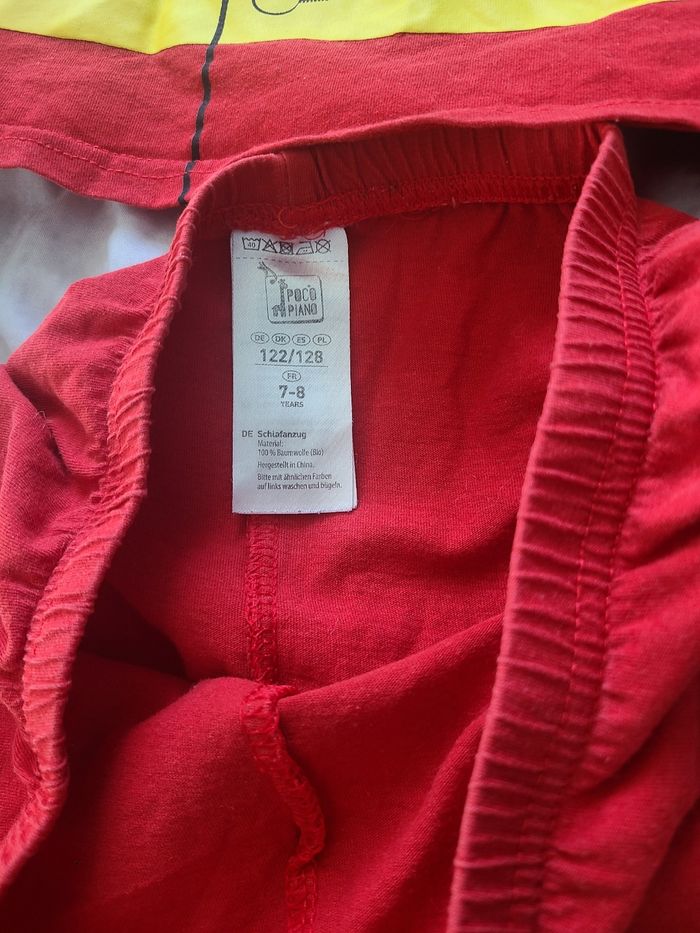 40
POCO
PIANO
DE DK ES PL
122/128
FR
7-8
YEARS
DE Schlafanzug
Material:
100 % Baumwolle (Bio)
Hergestellt in China.
Bitte mit ähnlichen Farben
auf links waschen und bügeln.